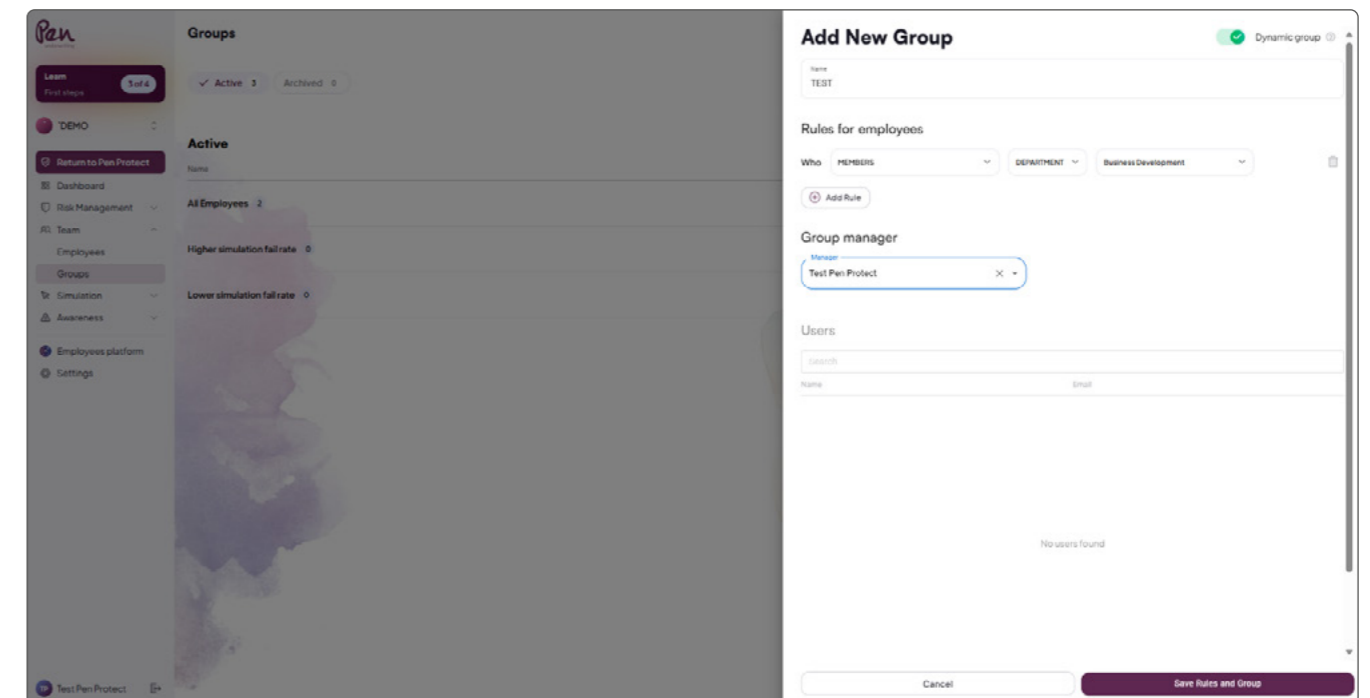 Pen
Learn
First steps
3 of 4
DEMO
Return to Pen Protect
Dashboard
Risk Management
Team
Employees
Groups
Simulation
Awareness
Employees platform
Settings
TP Test Pen Protect
Groups
Active 3 Archived 0
Active
Name
All Employees 2
Higher simulation fail rate 0
Lower simulation fail rate 0
Add New Group
Dynamic group
Name
TEST
Rules for employees
Who MEMBERS DEPARTMENT Business Development
Add Rule
Group manager
Manager
Test Pen Protect
Users
Search
Name Email
No users found
Cancel Save Rules and Group